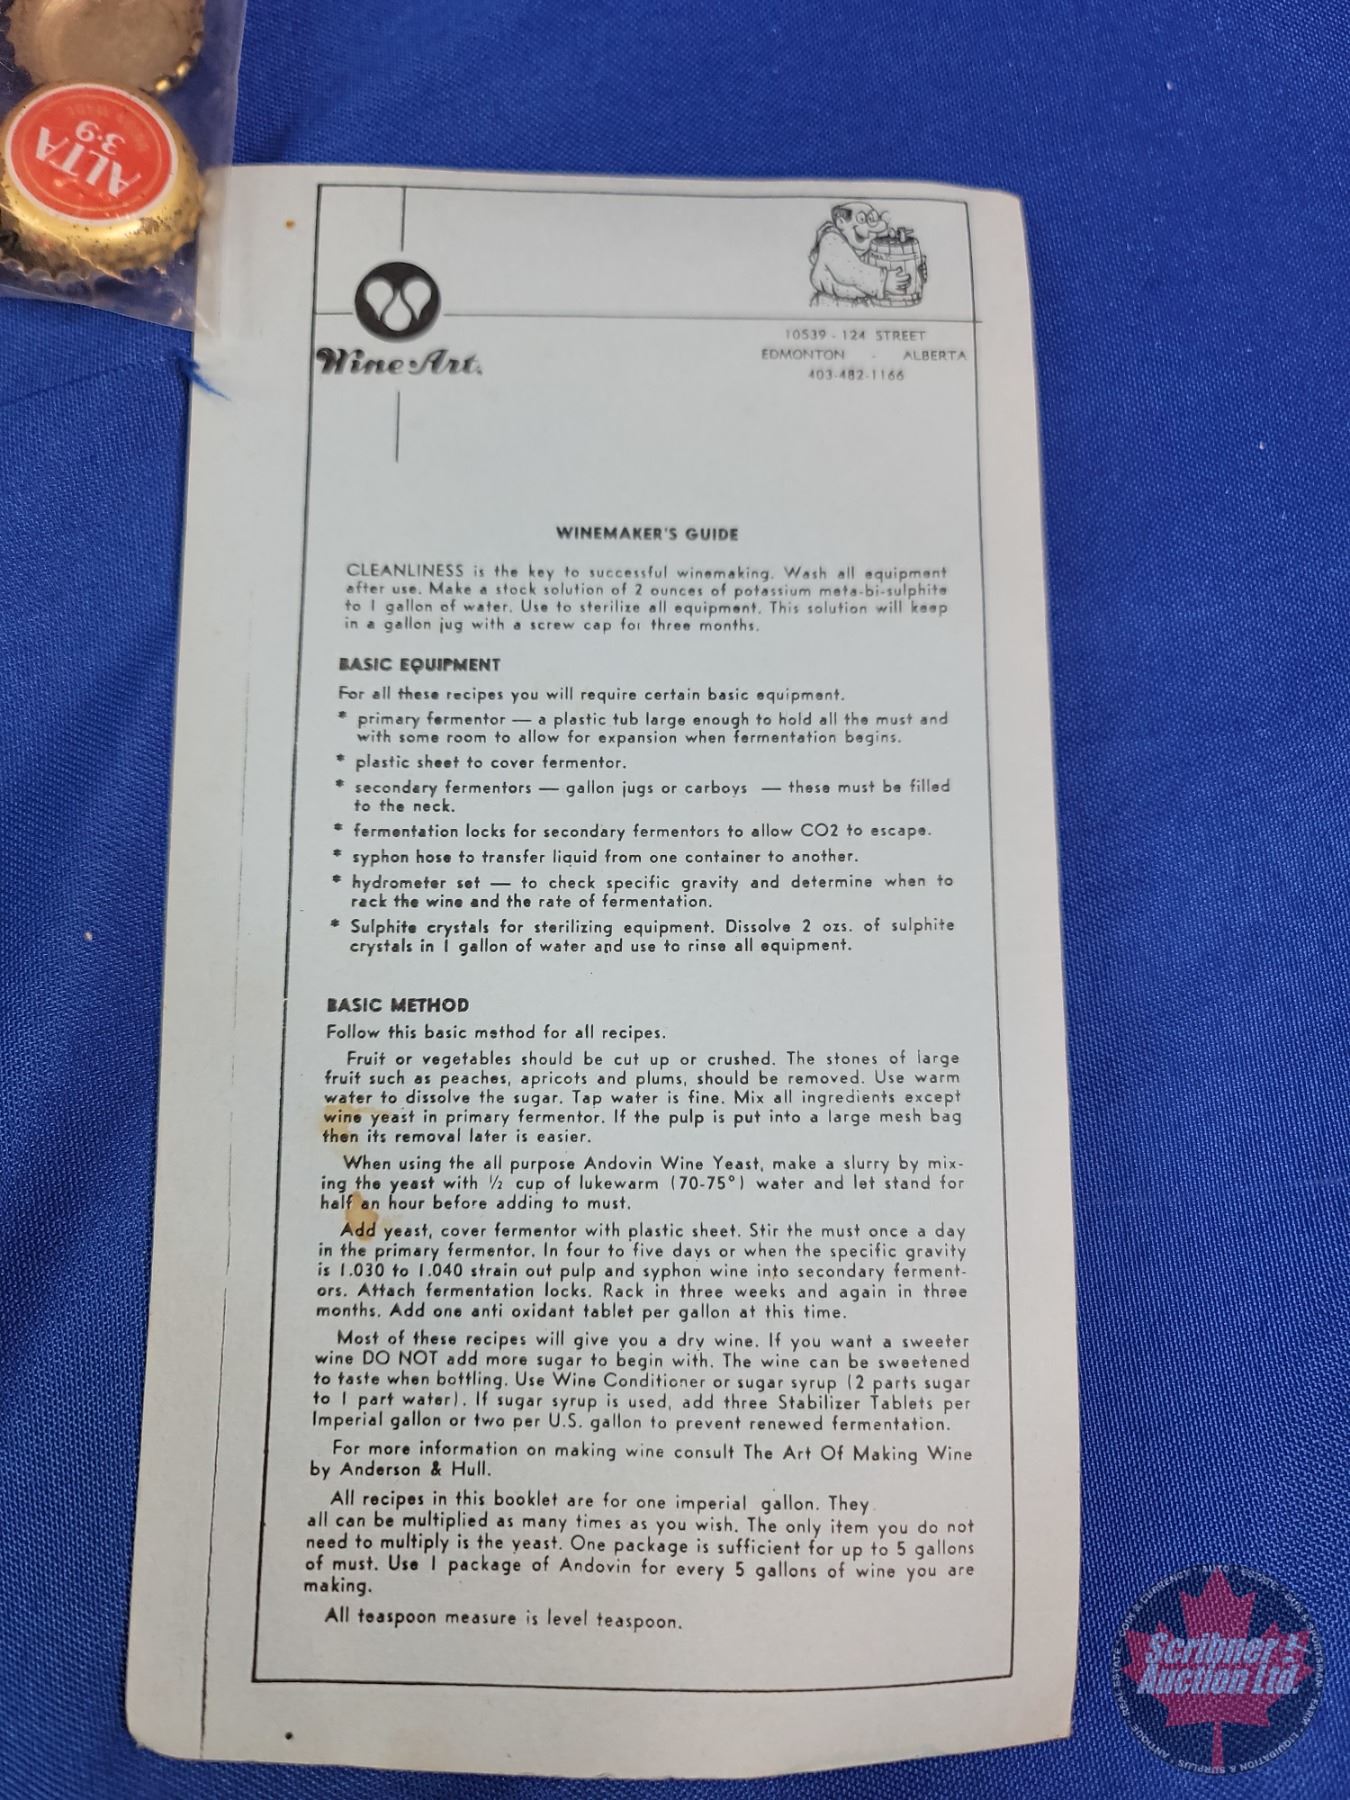 ALTA
3.9
Wine-Art.
10539 - 124 STREET
EDMONTON - ALBERTA
403-482-1166
WINEMAKER'S GUIDE
CLEANLINESS is the key to successful winemaking. Wash all equipment
after use. Make a stock solution of 2 ounces of potassium meta-bi-sulphite
to 1 gallon of water. Use to sterilize all equipment. This solution will keep
in a gallon jug with a screw cap for three months.
BASIC EQUIPMENT
For all these recipes you will require certain basic equipment.
* primary fermentor — a plastic tub large enough to hold all the must and
with some room to allow for expansion when fermentation begins.
* plastic sheet to cover fermentor.
* secondary fermentors — gallon jugs or carboys — these must be filled
to the neck.
* fermentation locks for secondary fermentors to allow CO2 to escape.
* syphon hose to transfer liquid from one container to another.
* hydrometer set — to check specific gravity and determine when to
rack the wine and the rate of fermentation.
* Sulphite crystals for sterilizing equipment. Dissolve 2 ozs. of sulphite
crystals in 1 gallon of water and use to rinse all equipment.
BASIC METHOD
Follow this basic method for all recipes.
Fruit or vegetables should be cut up or crushed. The stones of large
fruit such as peaches, apricots and plums, should be removed. Use warm
water to dissolve the sugar. Tap water is fine. Mix all ingredients except
wine yeast in primary fermentor. If the pulp is put into a large mesh bag
then its removal later is easier.
When using the all purpose Andovin Wine Yeast, make a slurry by mix-
ing the yeast with ½ cup of lukewarm (70-75°) water and let stand for
half an hour before adding to must.
Add yeast, cover fermentor with plastic sheet. Stir the must once a day
in the primary fermentor. In four to five days or when the specific gravity
is 1.030 to 1.040 strain out pulp and syphon wine into secondary ferment-
ors. Attach fermentation locks. Rack in three weeks and again in three
months. Add one anti oxidant tablet per gallon at this time.
Most of these recipes will give you a dry wine. If you want a sweeter
wine DO NOT add more sugar to begin with. The wine can be sweetened
to taste when bottling. Use Wine Conditioner or sugar syrup (2 parts sugar
to 1 part water). If sugar syrup is used, add three Stabilizer Tablets per
Imperial gallon or two per U.S. gallon to prevent renewed fermentation.
For more information on making wine consult The Art Of Making Wine
by Anderson & Hull.
All recipes in this booklet are for one imperial gallon. They
all can be multiplied as many times as you wish. The only item you do not
need to multiply is the yeast. One package is sufficient for up to 5 gallons
of must. Use 1 package of Andovin for every 5 gallons of wine you are
making.
All teaspoon measure is level teaspoon.
Scribner
Auction Ltd.